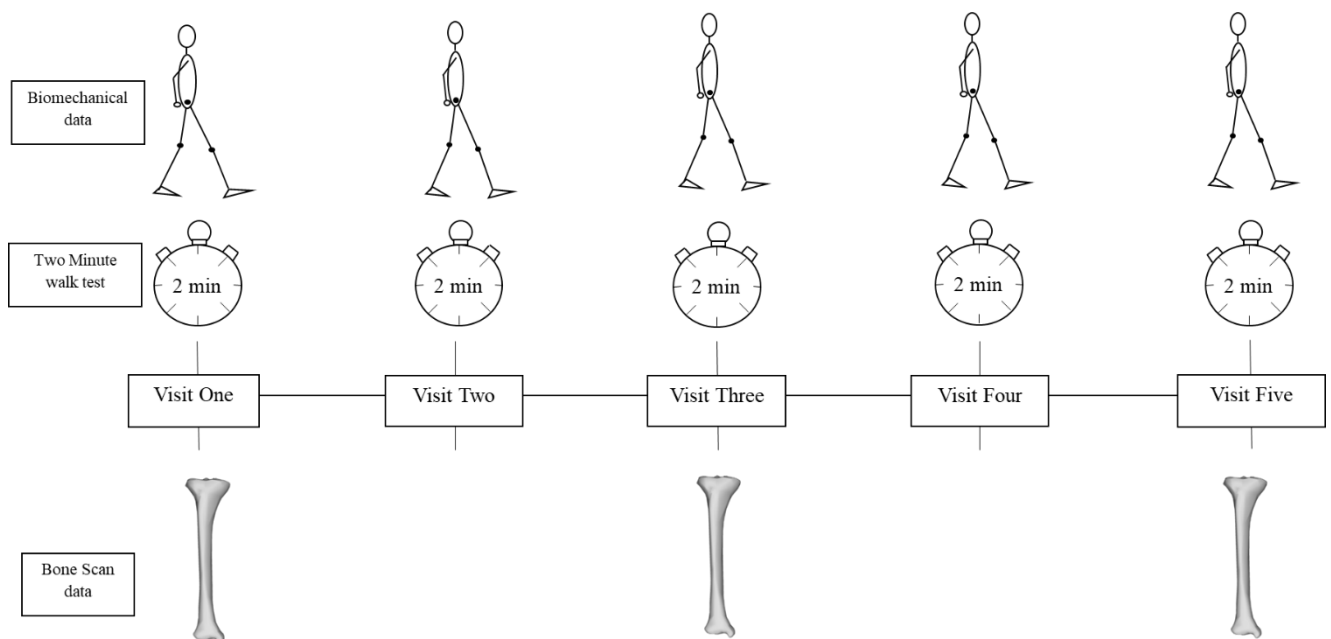 Biomechanical
data
Two Minute
walk test
2 min
2 min
2 min
2 min
2 min
Visit One
Visit Two
Visit Three
Visit Four
Visit Five
Bone Scan
data